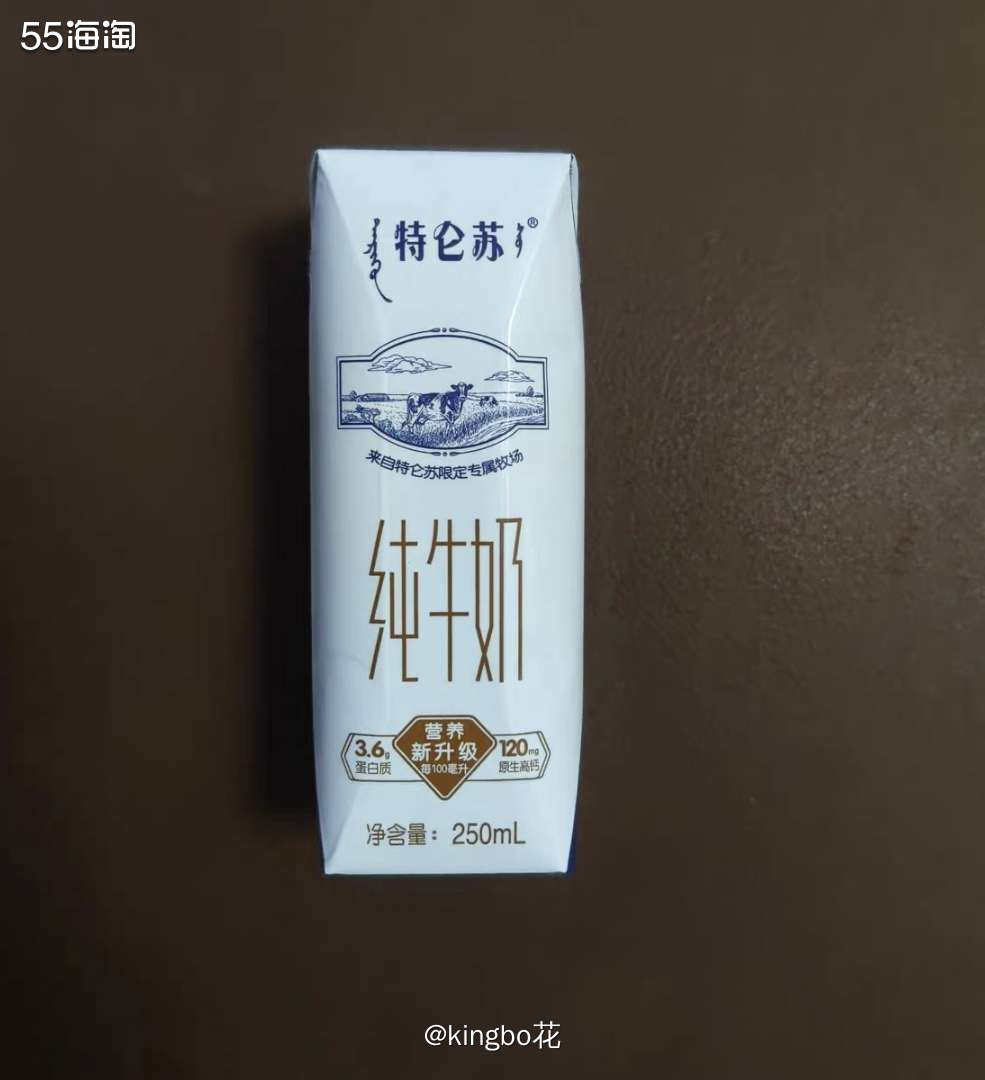 55海淘
特仑苏®
来自特仑苏限定专属牧场
纯牛奶
营养
新升级
每100毫升
3.6g
蛋白质
120mg
原生高钙
净含量：250mL
@kingbo花